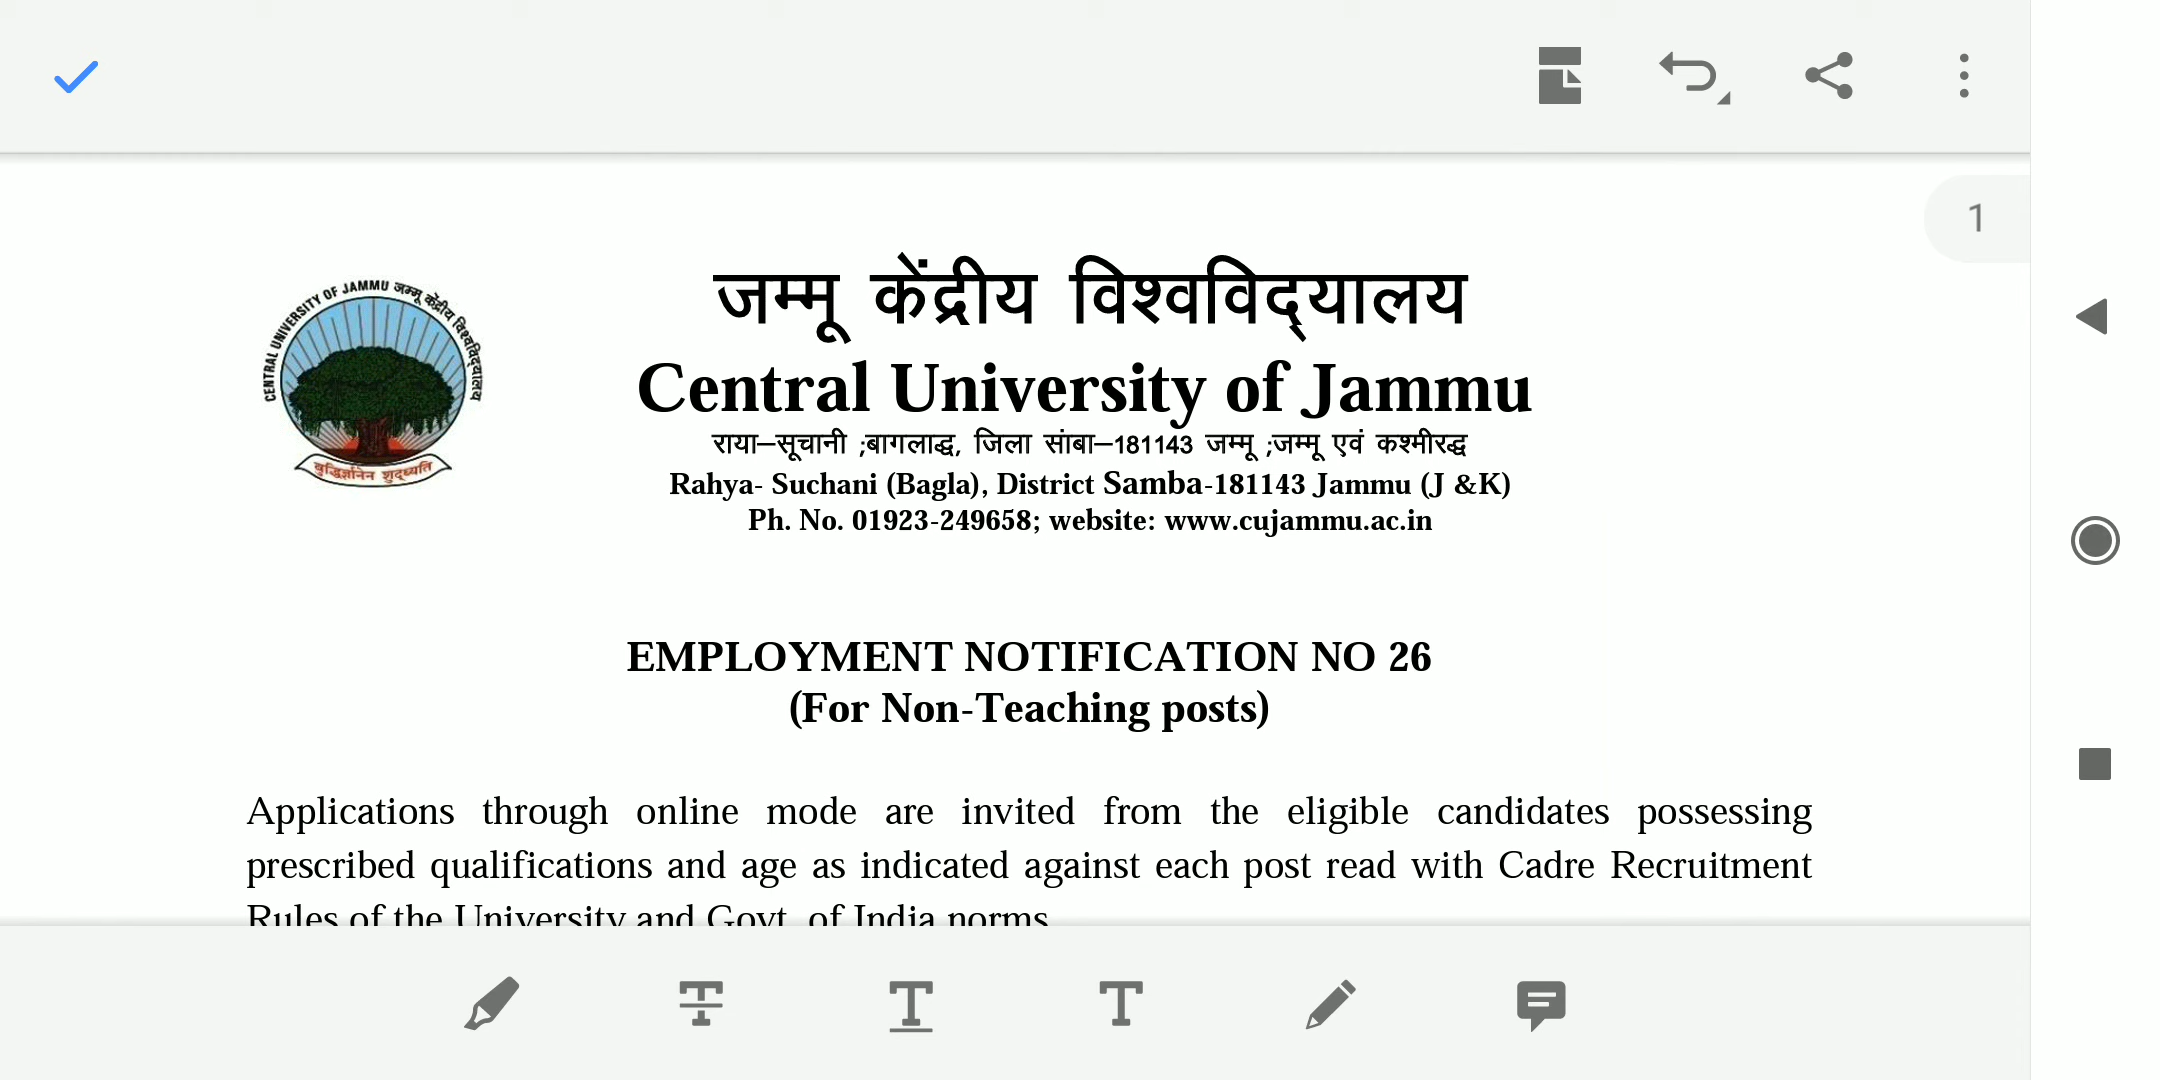 1
CENTRAL UNIVERSITY OF JAMMU जम्मू केंद्रीय विश्वविद्यालय
जम्मू केंद्रीय विश्वविद्‌यालय
Central University of Jammu
राया–सूचानी ;बागलाद्ध, जिला सांबा–181143 जम्मू ;जम्मू एवं कश्मीरद्ध
Rahya- Suchani (Bagla), District Samba-181143 Jammu (J &K)
Ph. No. 01923-249658; website: www.cujammu.ac.in
EMPLOYMENT NOTIFICATION NO 26
(For Non-Teaching posts)
Applications through online mode are invited from the eligible candidates possessing
prescribed qualifications and age as indicated against each post read with Cadre Recruitment
Rules of the University and Govt. of India norms